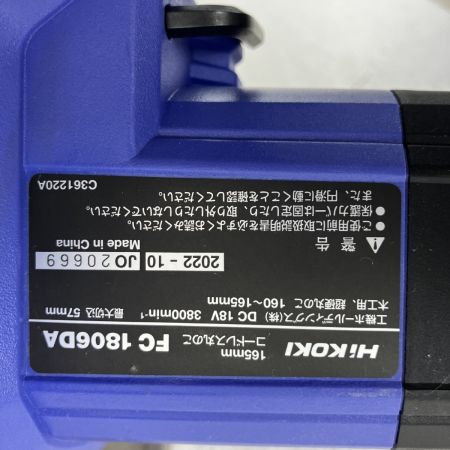 HiKOKI 165mm コードレス丸のこ FC 1806DA
工機ホールディングス(株) DC 18V 3800min⁻¹ 最大切込 57mm
木工用、超硬丸のこ 160~165mm
2022-10 JO 20669 Made in China
警告
●ご使用前に取扱説明書を必ずよくお読みください。
●保護カバーは固定したり、取り外したりしないでください。
また、円滑に動くことを確認してください。
C361220A